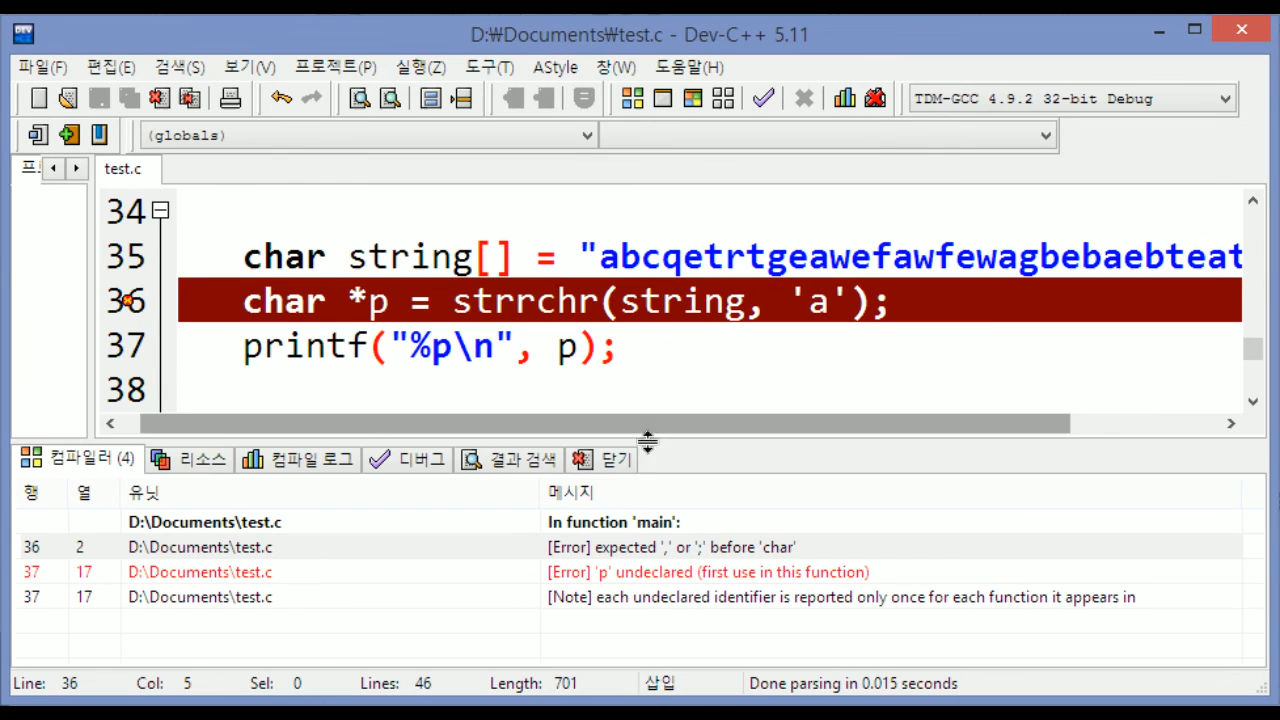 D:₩Documents₩test.c - Dev-C++ 5.11
파일(F) 편집(E) 검색(S) 보기(V) 프로젝트(P) 실행(Z) 도구(T) AStyle 창(W) 도움말(H)
TDM-GCC 4.9.2 32-bit Debug
(globals)
test.c
34
35 char string[] = "abcqetrtgeawefawfewagbebaebteat
36 char *p = strrchr(string, 'a');
37 printf("%p\n", p);
38
컴파일러 (4) 리소스 컴파일 로그 디버그 결과 검색 닫기
행 열 유닛 메시지
D:\Documents\test.c In function 'main':
36 2 D:\Documents\test.c [Error] expected ',' or ';' before 'char'
37 17 D:\Documents\test.c [Error] 'p' undeclared (first use in this function)
37 17 D:\Documents\test.c [Note] each undeclared identifier is reported only once for each function it appears in
Line: 36 Col: 5 Sel: 0 Lines: 46 Length: 701 삽입 Done parsing in 0.015 seconds